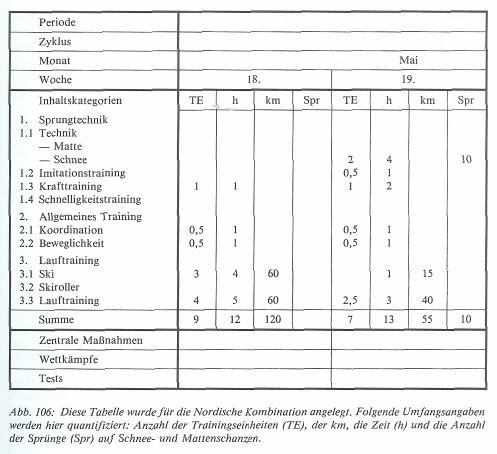 Periode
Zyklus
Monat Mai
Woche 18. 19.
Inhaltskategorien TE h km Spr TE h km Spr
1. Sprungtechnik
1.1 Technik
— Matte
— Schnee 2 4 10
1.2 Imitationstraining 0,5 1
1.3 Krafttraining 1 1 1 2
1.4 Schnelligkeitstraining
2. Allgemeines Training
2.1 Koordination 0,5 1 0,5 1
2.2 Beweglichkeit 0,5 1 0,5 1
3. Lauftraining
3.1 Ski 3 4 60 1 15
3.2 Skiroller
3.3 Lauftraining 4 5 60 2,5 3 40
Summe 9 12 120 7 13 55 10
Zentrale Maßnahmen
Wettkämpfe
Tests
Abb. 106: Diese Tabelle wurde für die Nordische Kombination angelegt. Folgende Umfangsangaben
werden hier quantifiziert: Anzahl der Trainingseinheiten (TE), der km, die Zeit (h) und die Anzahl
der Sprünge (Spr) auf Schnee- und Mattenschanzen.